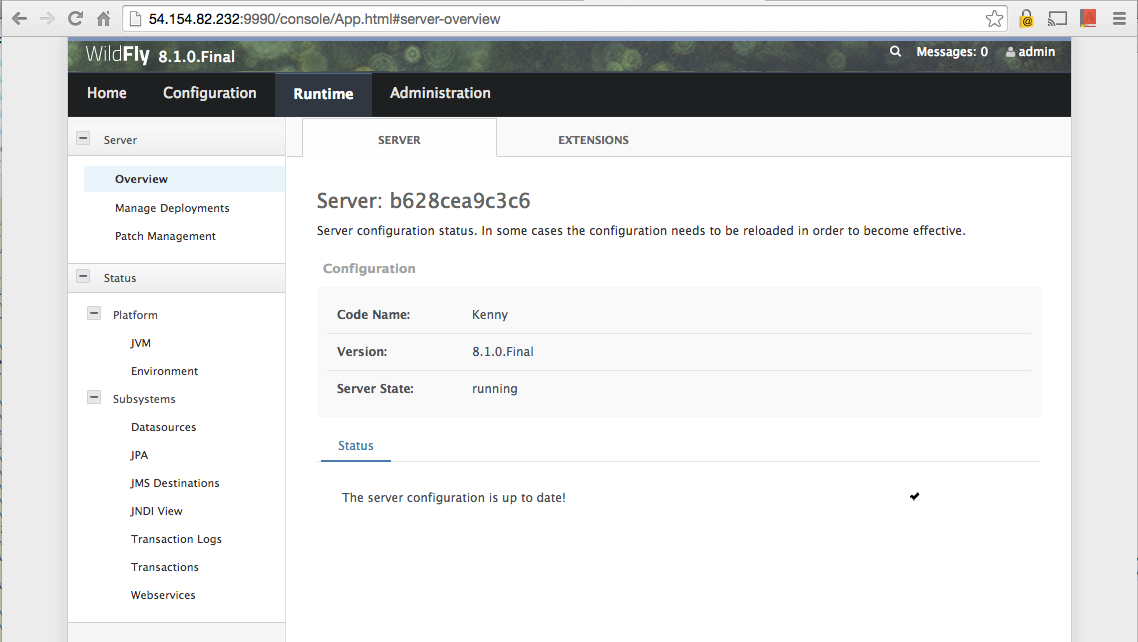 54.154.82.232:9990/console/App.html#server-overview
WildFly 8.1.0.Final
Messages: 0 admin
Home Configuration Runtime Administration
Server
SERVER EXTENSIONS
Overview
Manage Deployments
Patch Management
Status
Platform
JVM
Environment
Subsystems
Datasources
JPA
JMS Destinations
JNDI View
Transaction Logs
Transactions
Webservices
Server: b628cea9c3c6
Server configuration status. In some cases the configuration needs to be reloaded in order to become effective.
Configuration
Code Name: Kenny
Version: 8.1.0.Final
Server State: running
Status
The server configuration is up to date!